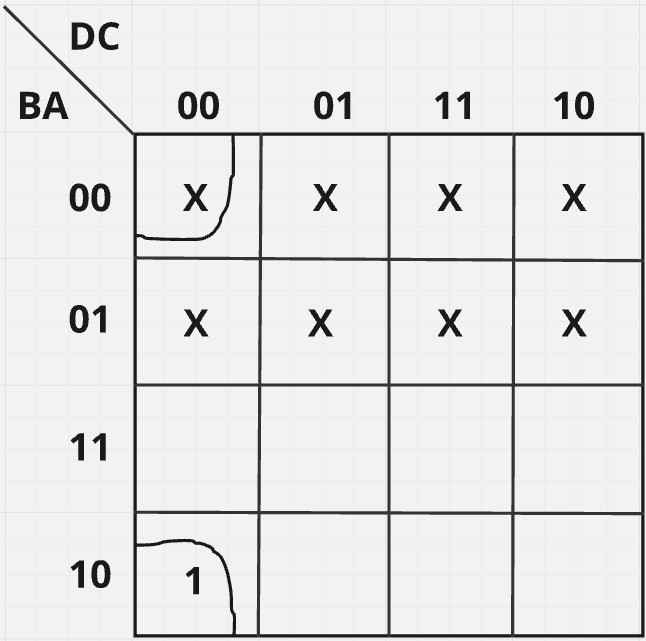 DC
BA 00 01 11 10
00 X X X X
01 X X X X
11
10 1